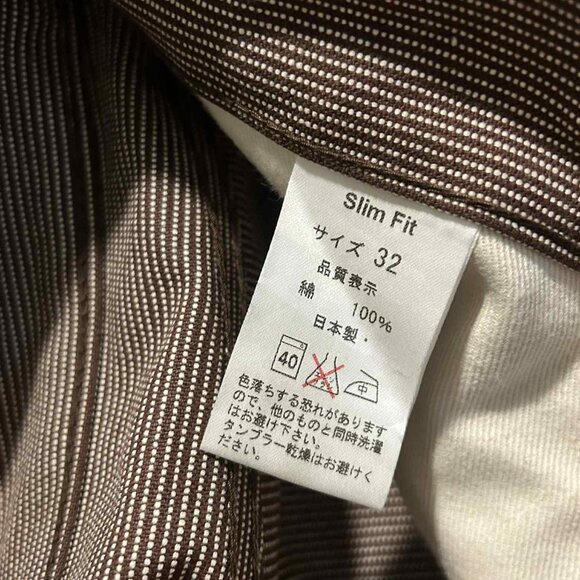 Slim Fit
サイズ 32
品質表示
綿 100%
日本製.
40
色落ちする恐れがあります
ので、他のものと同時洗濯
はお避け下さい。
タンブラー乾燥はお避けく
ださい。